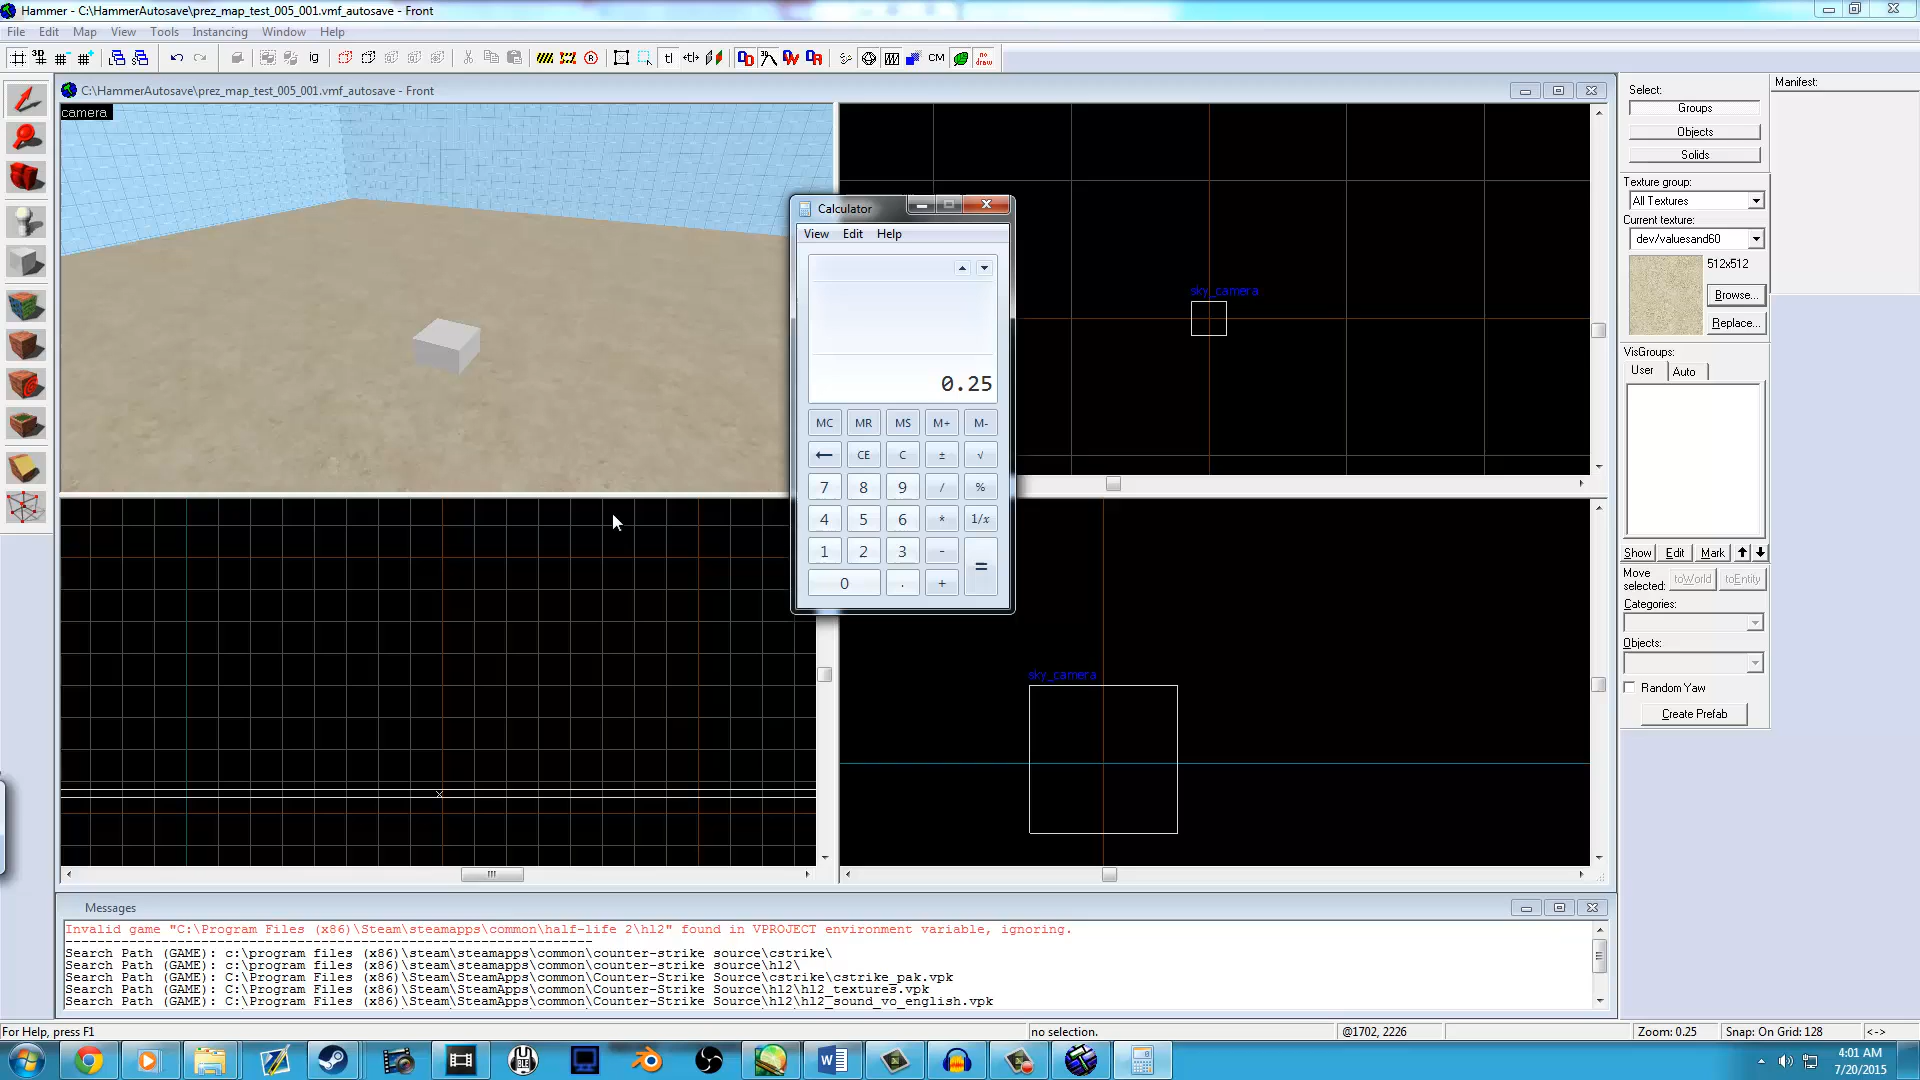 Hammer - C:\HammerAutosave\prez_map_test_005_001.vmf_autosave - Front
File Edit Map View Tools Instancing Window Help
3D
ig
tl
CM
no draw
C:\HammerAutosave\prez_map_test_005_001.vmf_autosave - Front
camera
sky_camera
sky_camera
Calculator
View Edit Help
0.25
MC MR MS M+ M-
← CE C ± √
7 8 9 / %
4 5 6 * 1/x
1 2 3 - =
0 . +
Select:
Groups
Objects
Solids
Texture group:
All Textures
Current texture:
dev/valuesand60
512x512
Browse...
Replace...
VisGroups:
User Auto
Show Edit Mark
Move selected:
toWorld toEntity
Categories:
Objects:
Random Yaw
Create Prefab
Manifest:
Messages
Invalid game "C:\Program Files (x86)\Steam\steamapps\common\half-life 2\hl2" found in VPROJECT environment variable, ignoring.
Search Path (GAME): c:\program files (x86)\steam\steamapps\common\counter-strike source\cstrike\
Search Path (GAME): c:\program files (x86)\steam\steamapps\common\counter-strike source\hl2\
Search Path (GAME): C:\Program Files (x86)\Steam\SteamApps\common\Counter-Strike Source\cstrike\cstrike_pak.vpk
Search Path (GAME): C:\Program Files (x86)\Steam\SteamApps\common\Counter-Strike Source\hl2\hl2_textures.vpk
Search Path (GAME): C:\Program Files (x86)\Steam\SteamApps\common\Counter-Strike Source\hl2\hl2_sound_vo_english.vpk
For Help, press F1
no selection.
@1702, 2226
Zoom: 0.25
Snap: On Grid: 128
<->
4:01 AM
7/20/2015